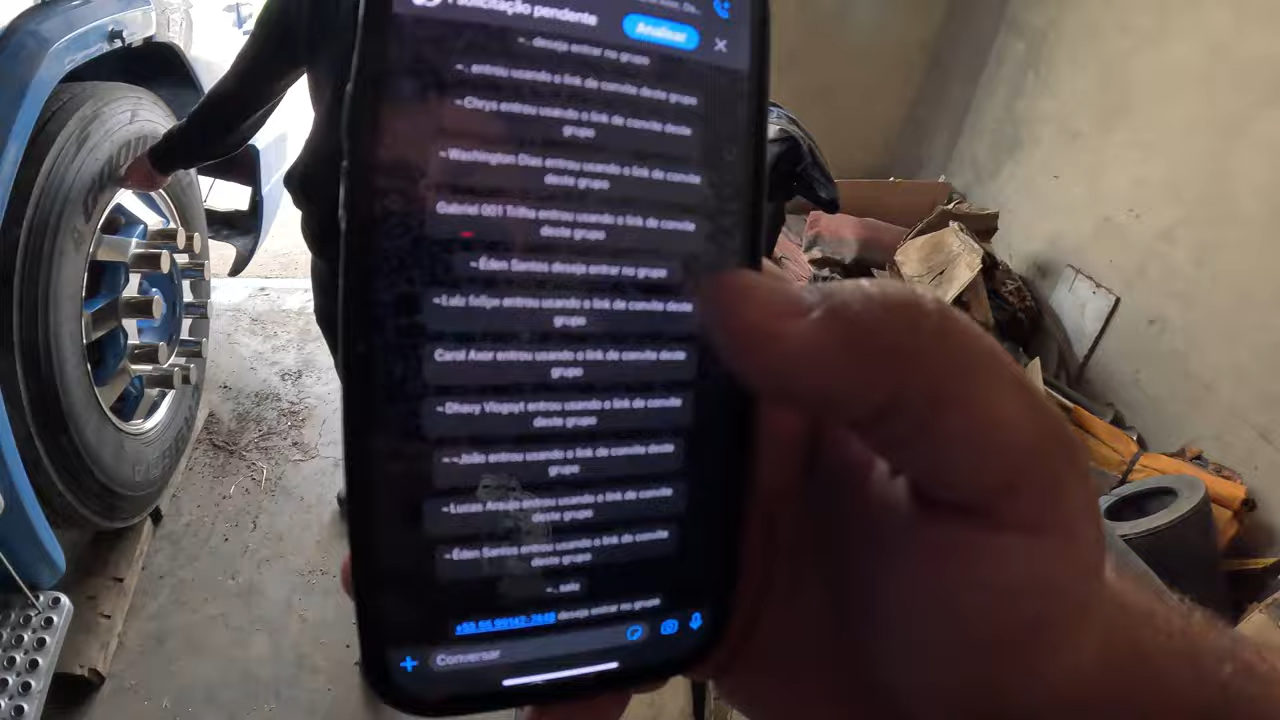 1 solicitação pendente
Analisar
~. deseja entrar no grupo
~. entrou usando o link de convite deste grupo
~Chrys entrou usando o link de convite deste
grupo
~Washington Dias entrou usando o link de convite
deste grupo
Gabriel 001 Trilha entrou usando o link de convite
deste grupo
~Éden Santos deseja entrar no grupo
~Luiz felipe entrou usando o link de convite deste
grupo
Carol Axor entrou usando o link de convite deste
grupo
~Dhavy Vlogsyt entrou usando o link de convite
deste grupo
~~João entrou usando o link de convite deste
grupo
~Lucas Araujo entrou usando o link de convite
deste grupo
~Éden Santos entrou usando o link de convite
deste grupo
~. saiu
deseja entrar no grupo
Conversar